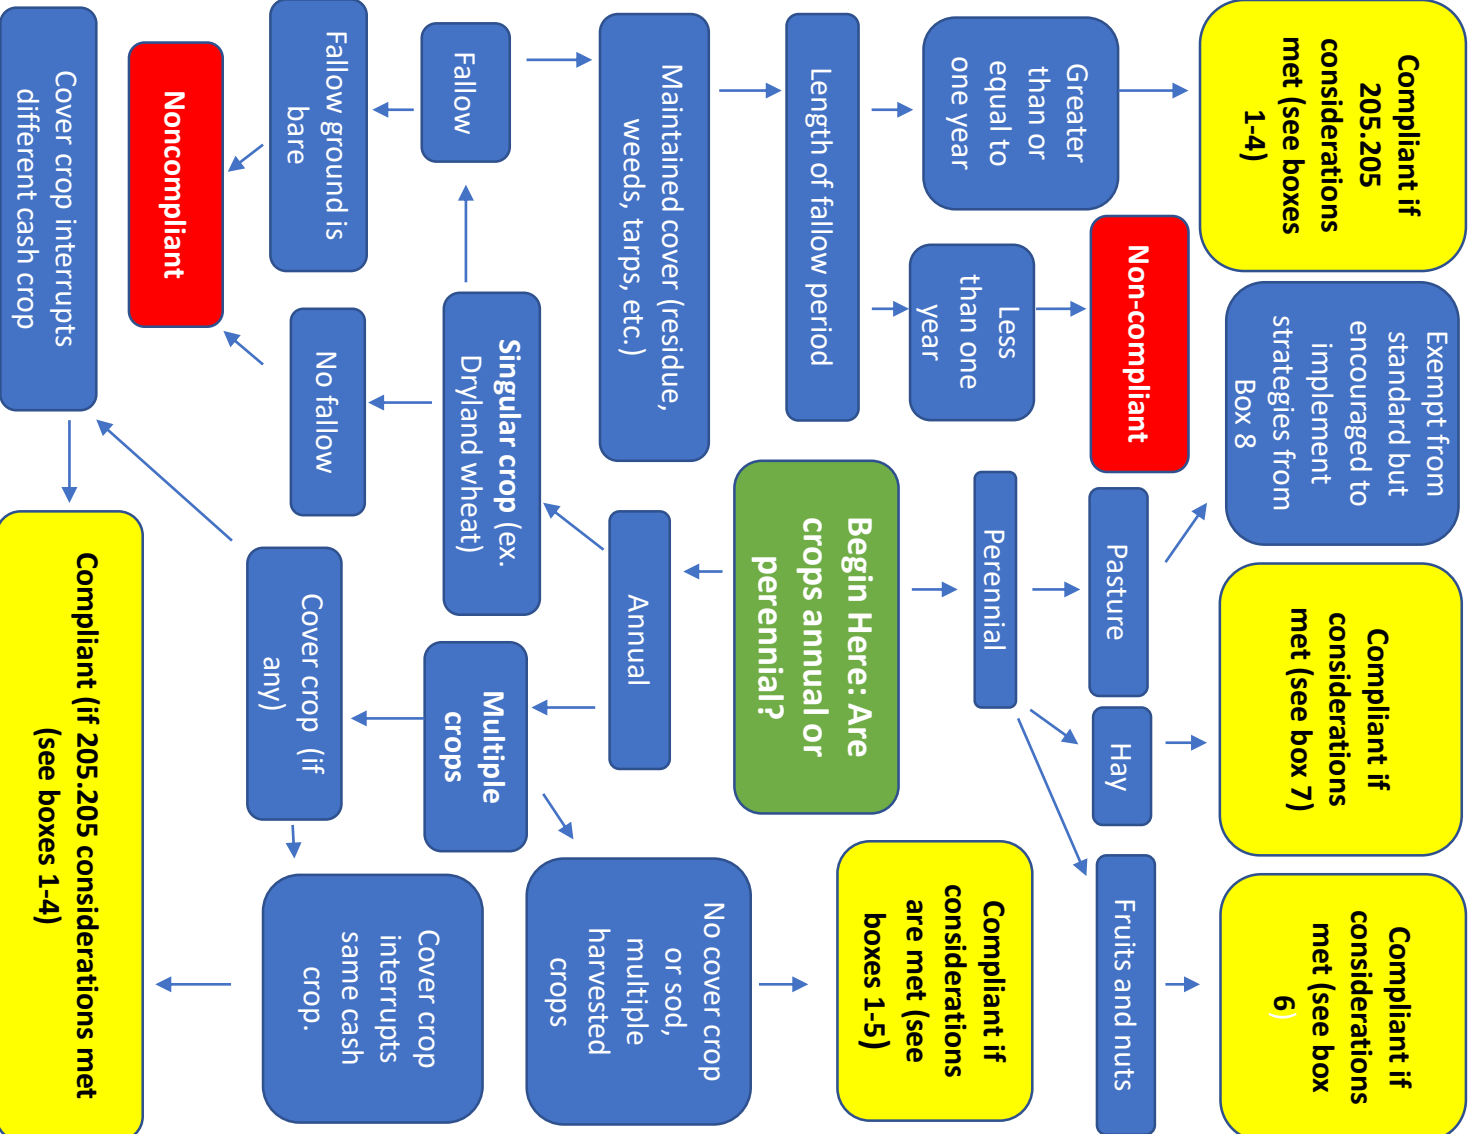 Compliant if
205.205
considerations
met (see boxes
1-4)
Exempt from
standard but
encouraged to
implement
strategies from
Box 8
Compliant if
considerations
met (see box 7)
Compliant if
considerations
met (see box
6)
Non-compliant
Pasture
Hay
Fruits and nuts
Greater
than or
equal to
one year
Less
than one
year
Perennial
Compliant if
considerations
are met (see
boxes 1-5)
Length of fallow period
Begin Here: Are
crops annual or
perennial?
Maintained cover (residue,
weeds, tarps, etc.)
Annual
No cover crop
or sod,
multiple
harvested
crops
Fallow
Singular crop (ex.
Dryland wheat)
Multiple
crops
Fallow ground is
bare
No fallow
Cover crop (if
any)
Cover crop
interrupts
same cash
crop.
Noncompliant
Cover crop interrupts
different cash crop
Compliant (if 205.205 considerations met
(see boxes 1-4)